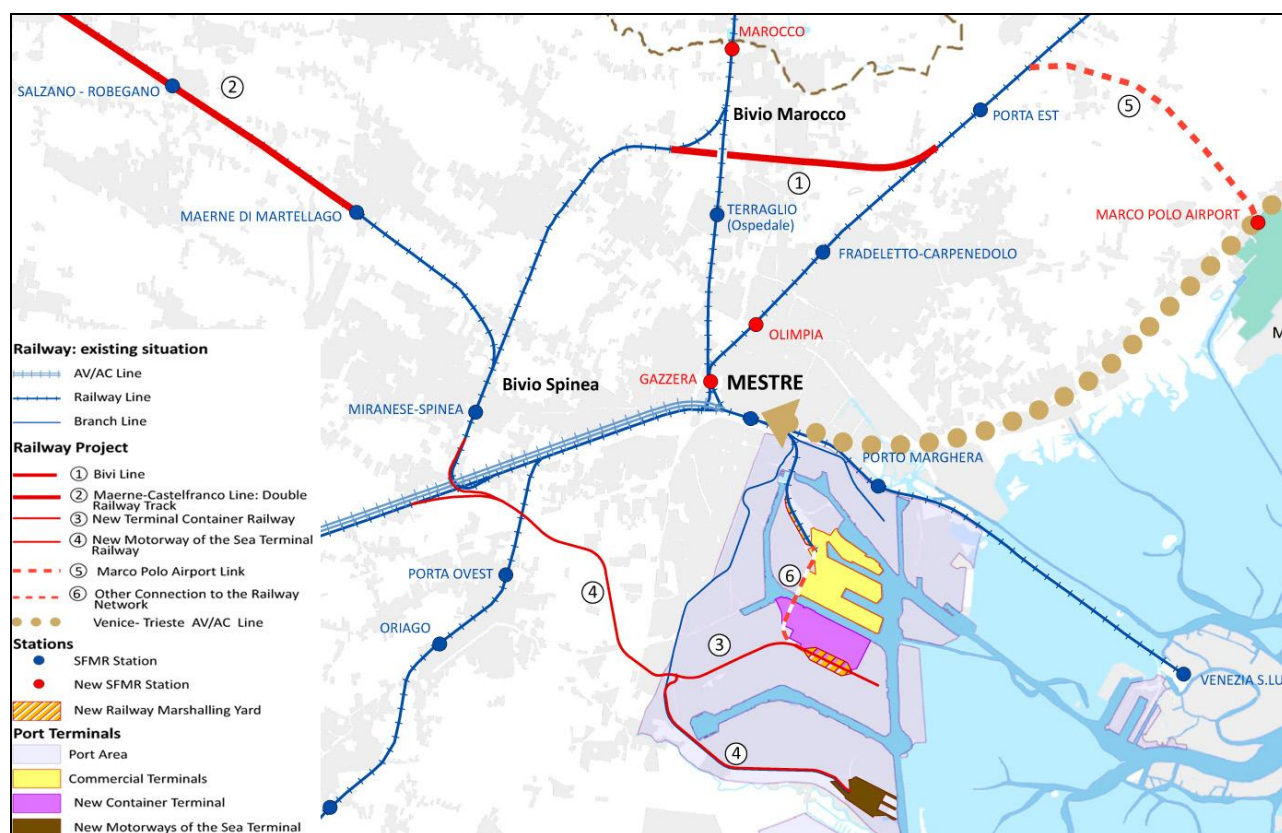 MAROCCO
SALZANO - ROBEGANO
②
Bivio Marocco
⑤
PORTA EST
①
MAERNE DI MARTELLAGO
TERRAGLIO
(Ospedale)
MARCO POLO AIRPORT
FRADELETTO-CARPENEDOLO
OLIMPIA
M
GAZZERA
MESTRE
Bivio Spinea
MIRANESE-SPINEA
PORTO MARGHERA
PORTA OVEST
⑥
④
ORIAGO
③
VENEZIA S.LU
④
Railway: existing situation
AV/AC Line
Railway Line
Branch Line
Railway Project
① Bivi Line
② Maerne-Castelfranco Line: Double
Railway Track
③ New Terminal Container Railway
④ New Motorway of the Sea Terminal
Railway
⑤ Marco Polo Airport Link
⑥ Other Connection to the Railway
Network
Venice- Trieste AV/AC Line
Stations
SFMR Station
New SFMR Station
New Railway Marshalling Yard
Port Terminals
Port Area
Commercial Terminals
New Container Terminal
New Motorways of the Sea Terminal